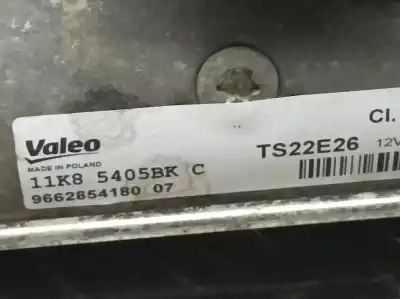 Valeo
MADE IN POLAND
11K8 5405BK C
9662854180 07
TS22E26
Cl.
12V